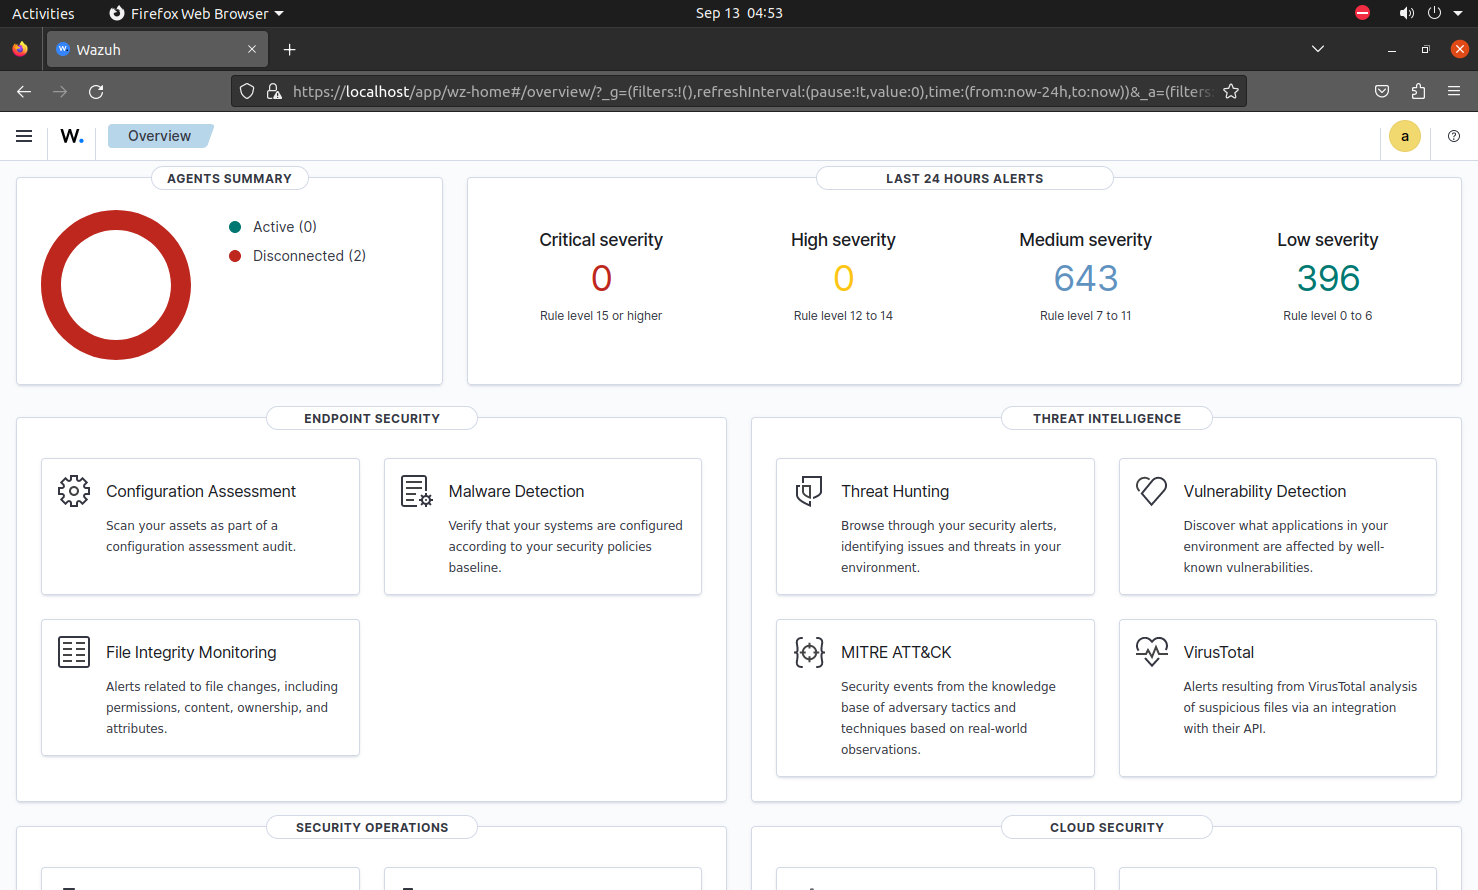 Activities
Firefox Web Browser
Sep 13 04:53
Wazuh
https://localhost/app/wz-home#/overview/?_g=(filters:!(),refreshInterval:(pause:!t,value:0),time:(from:now-24h,to:now))&_a=(filters:
W.
Overview
a
AGENTS SUMMARY
Active (0)
Disconnected (2)
LAST 24 HOURS ALERTS
Critical severity
0
Rule level 15 or higher
High severity
0
Rule level 12 to 14
Medium severity
643
Rule level 7 to 11
Low severity
396
Rule level 0 to 6
ENDPOINT SECURITY
Configuration Assessment
Scan your assets as part of a
configuration assessment audit.
Malware Detection
Verify that your systems are configured
according to your security policies
baseline.
File Integrity Monitoring
Alerts related to file changes, including
permissions, content, ownership, and
attributes.
THREAT INTELLIGENCE
Threat Hunting
Browse through your security alerts,
identifying issues and threats in your
environment.
Vulnerability Detection
Discover what applications in your
environment are affected by well-
known vulnerabilities.
MITRE ATT&CK
Security events from the knowledge
base of adversary tactics and
techniques based on real-world
observations.
VirusTotal
Alerts resulting from VirusTotal analysis
of suspicious files via an integration
with their API.
SECURITY OPERATIONS
CLOUD SECURITY